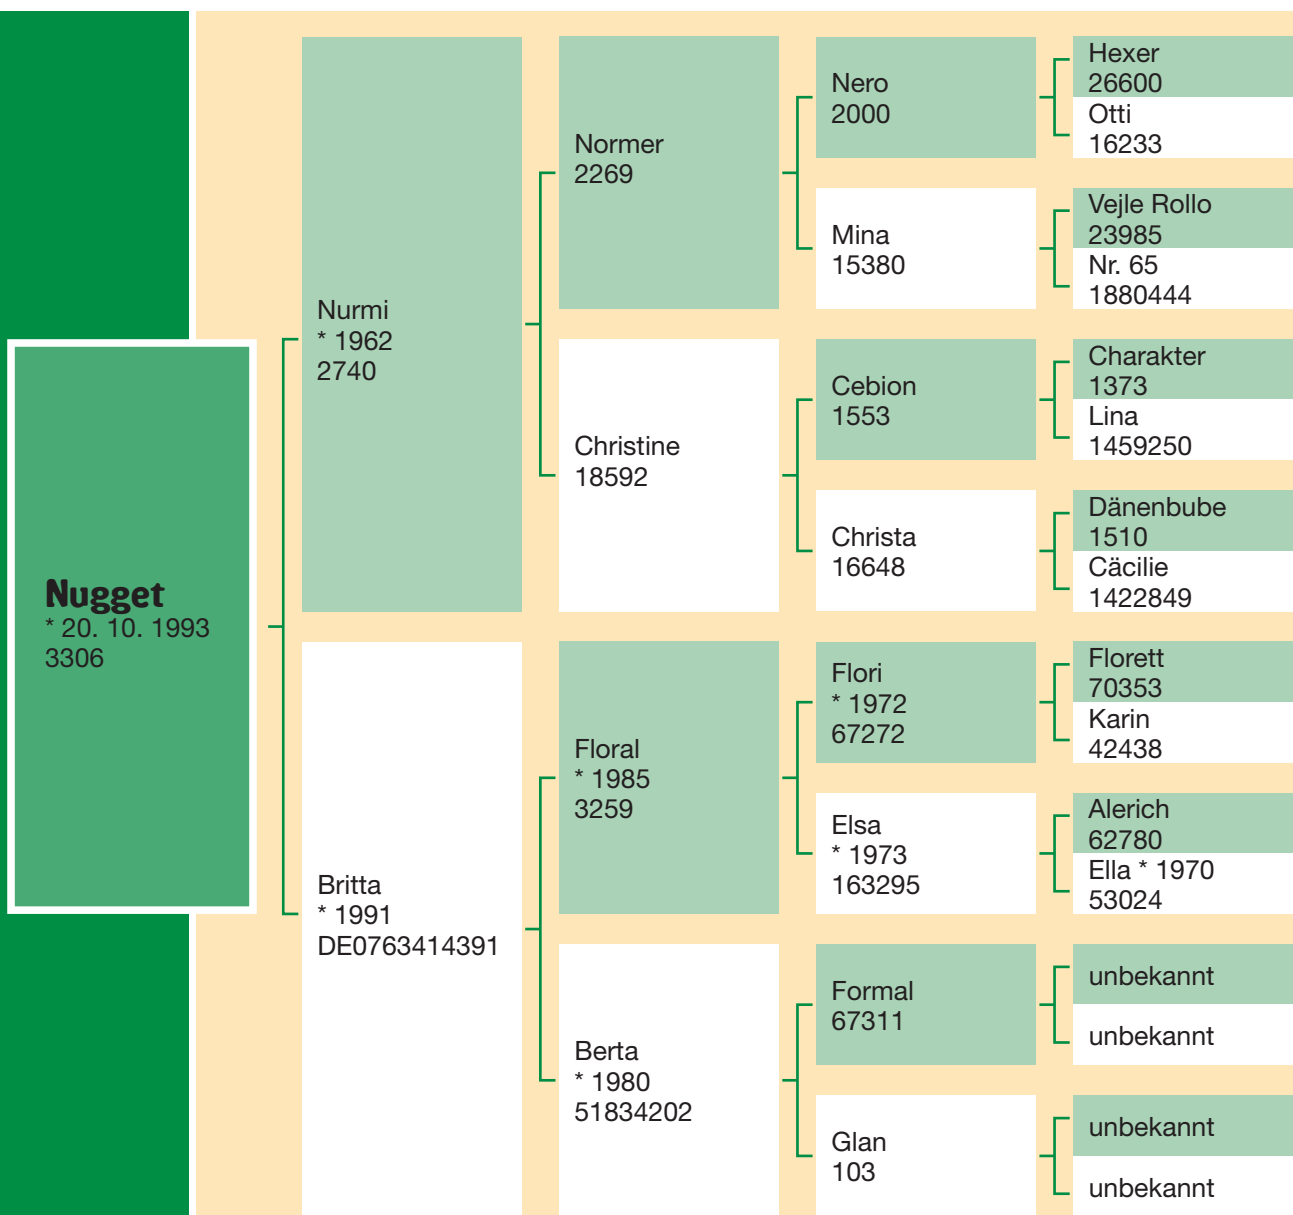 Nugget
* 20. 10. 1993
3306
Nurmi
* 1962
2740
Britta
* 1991
DE0763414391
Normer
2269
Christine
18592
Floral
* 1985
3259
Berta
* 1980
51834202
Nero
2000
Mina
15380
Cebion
1553
Christa
16648
Flori
* 1972
67272
Elsa
* 1973
163295
Formal
67311
Glan
103
Hexer
26600
Otti
16233
Vejle Rollo
23985
Nr. 65
1880444
Charakter
1373
Lina
1459250
Dänenbube
1510
Cäcilie
1422849
Florett
70353
Karin
42438
Alerich
62780
Ella * 1970
53024
unbekannt
unbekannt
unbekannt
unbekannt